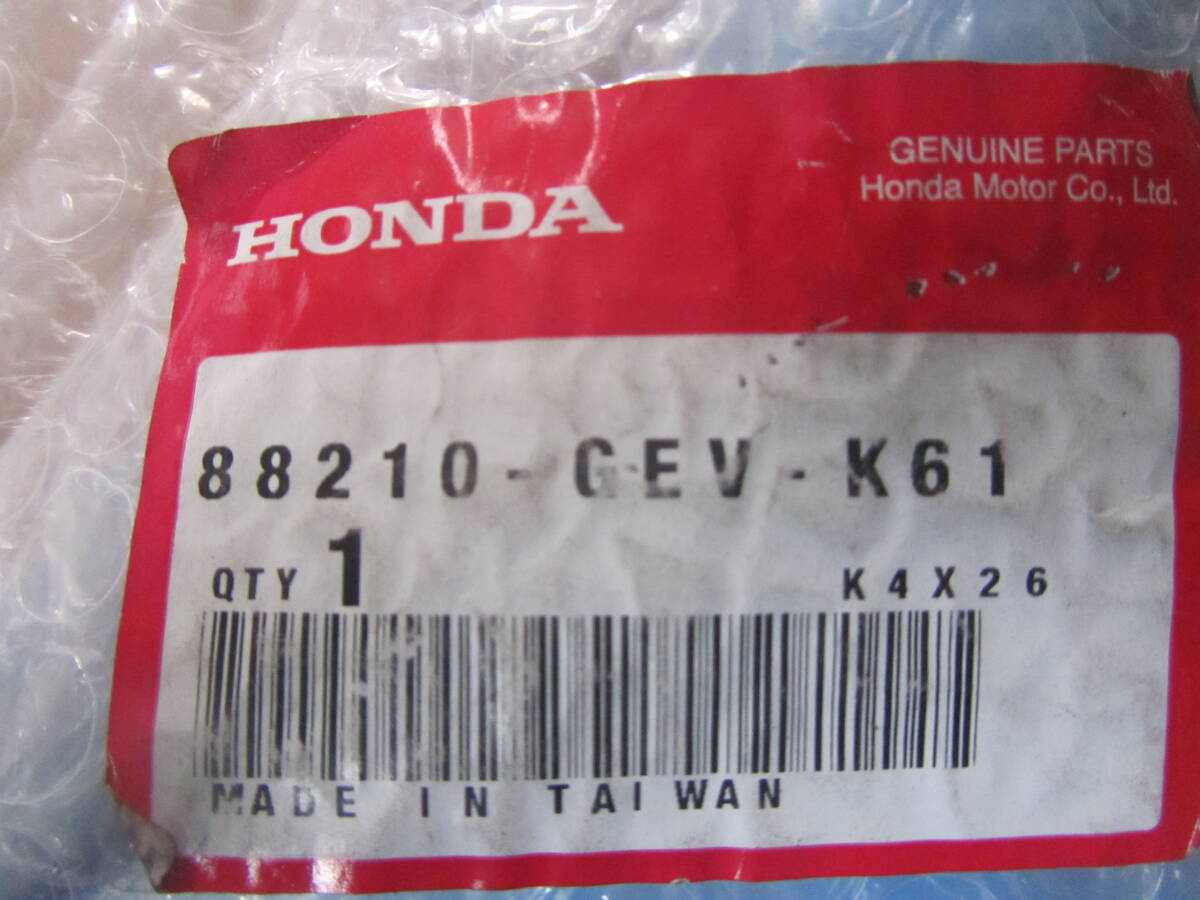 GENUINE PARTS
HONDA
Honda Motor Co., Ltd.
88210-GEV-K61
QTY 1
K4X26
MADE IN TAIWAN